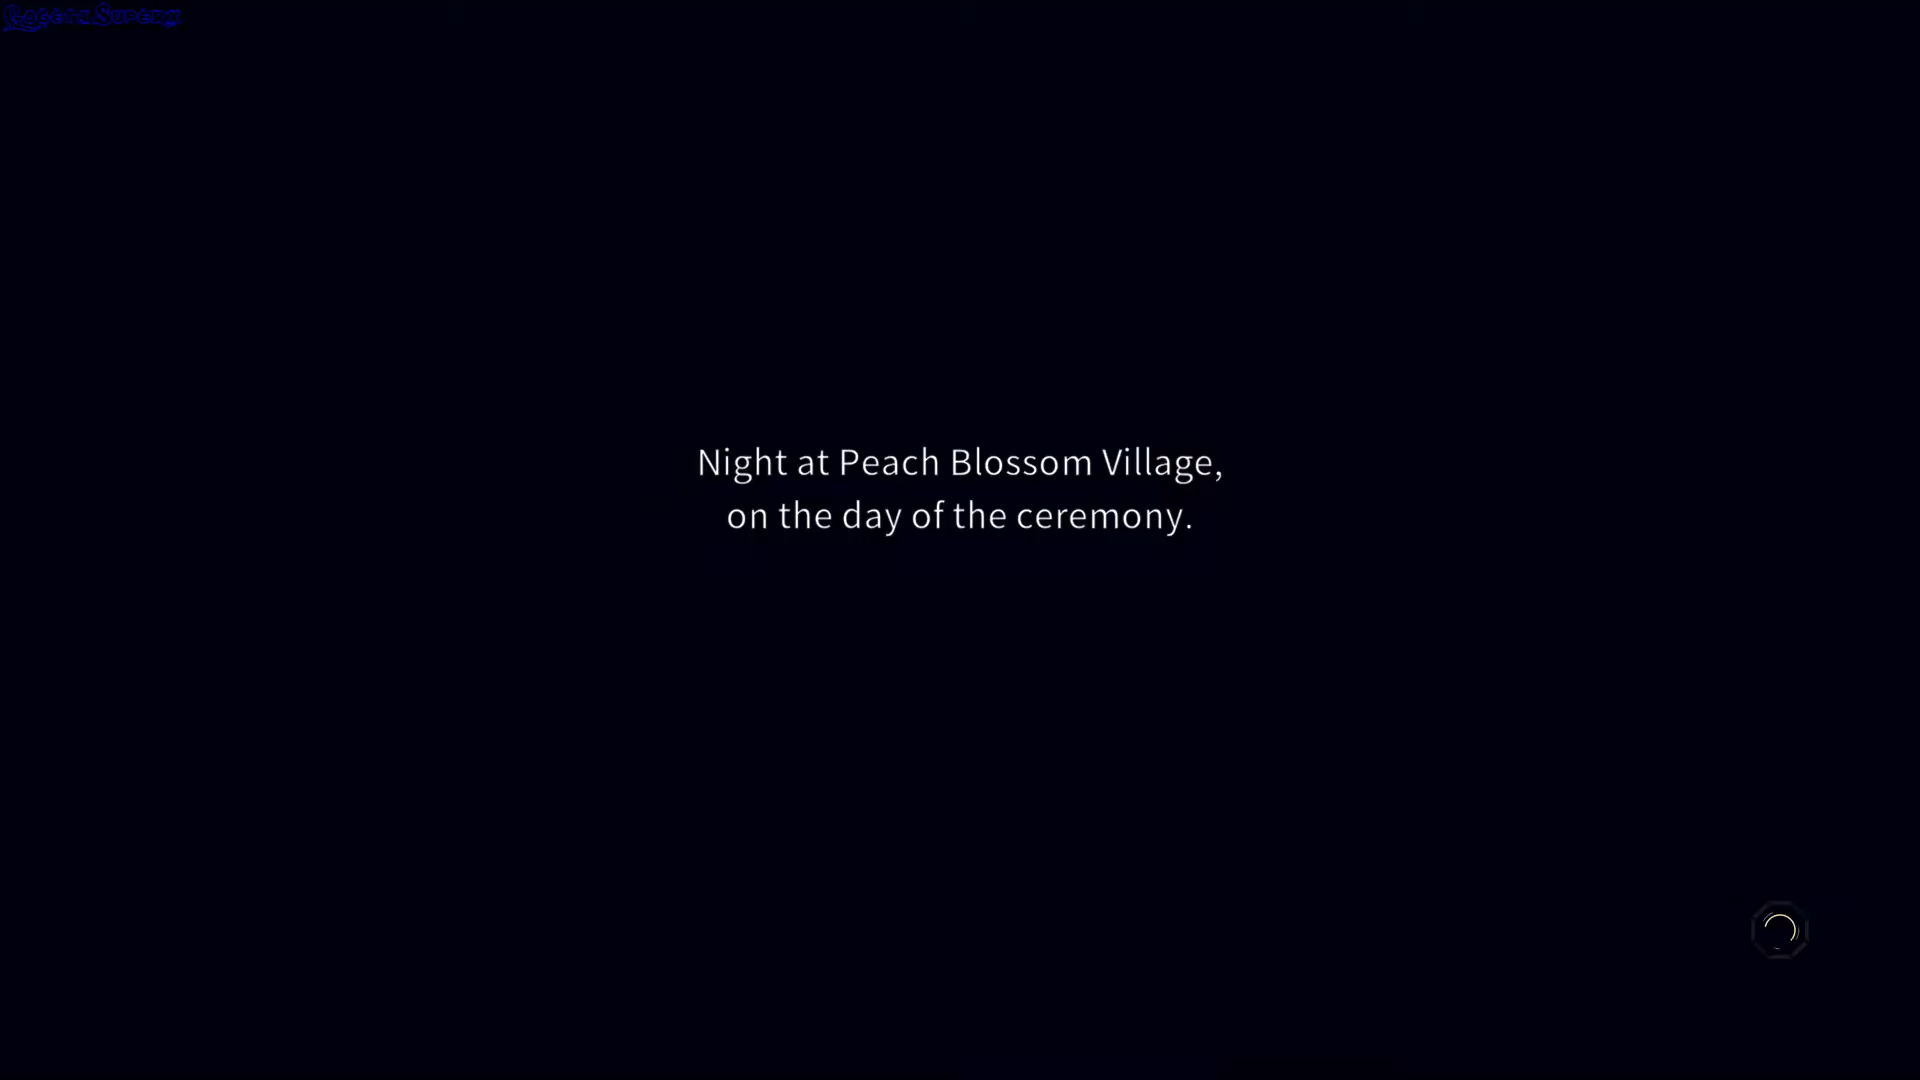 Night at Peach Blossom Village,
on the day of the ceremony.